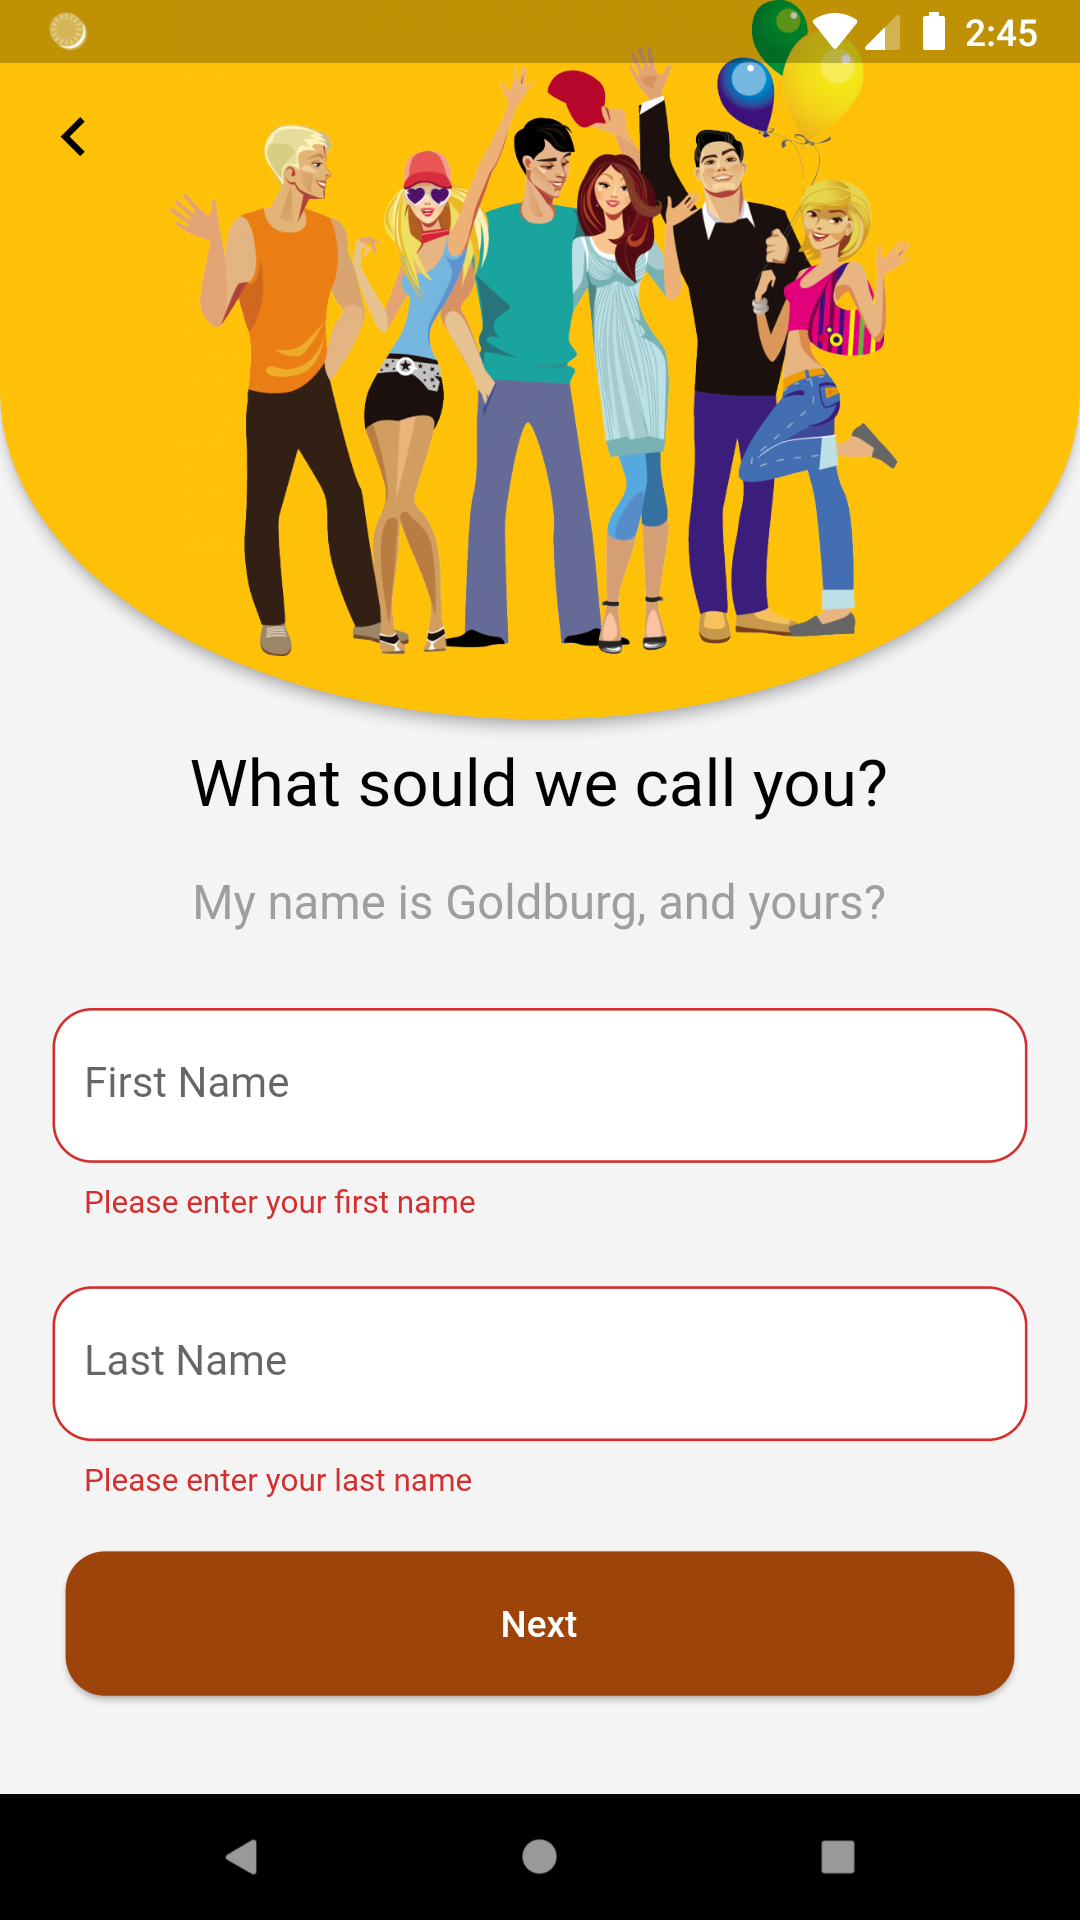 2:45
What sould we call you?
My name is Goldburg, and yours?
First Name
Please enter your first name
Last Name
Please enter your last name
Next